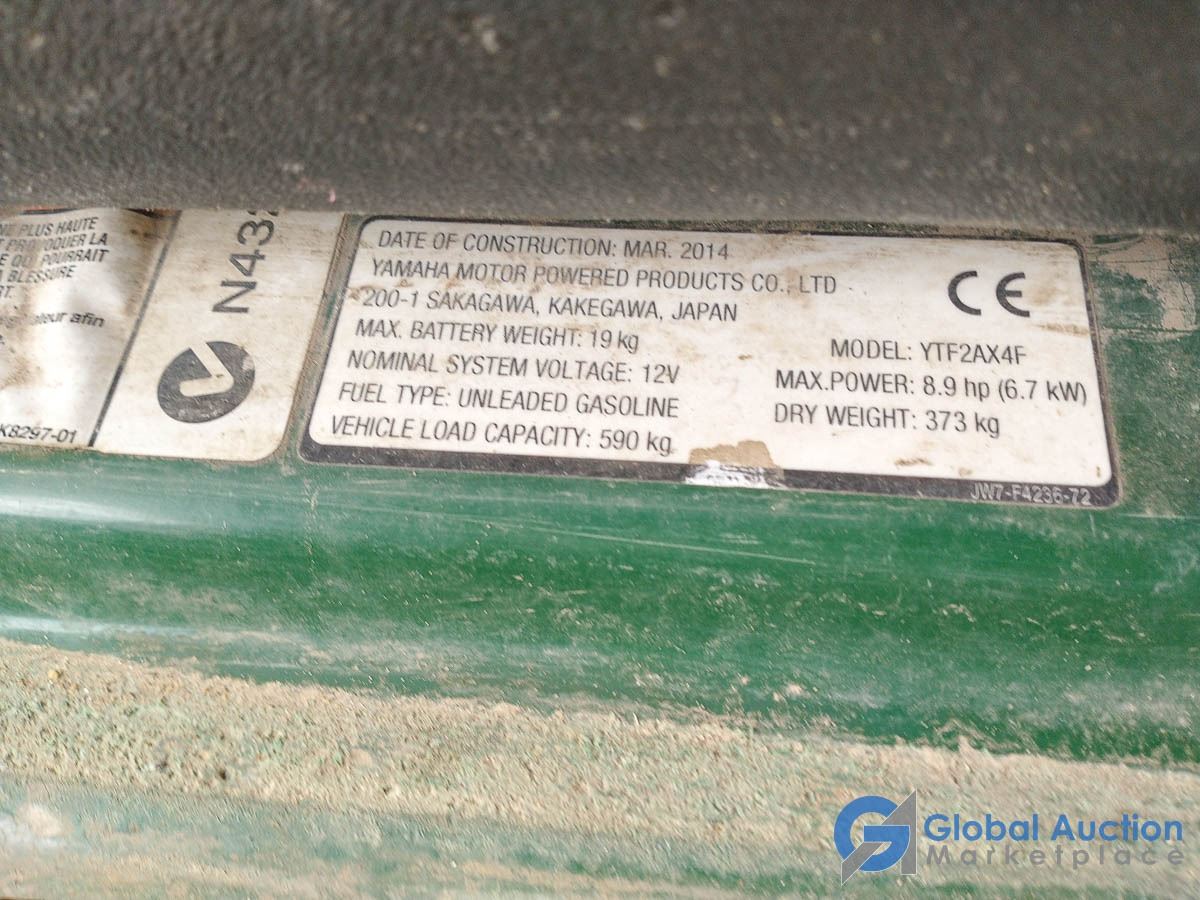 PLUS HAUTE
PROVOQUER LA
QUI POURRAIT
BLESSURE
afin
K8297-01
N43
DATE OF CONSTRUCTION: MAR. 2014
YAMAHA MOTOR POWERED PRODUCTS CO., LTD
200-1 SAKAGAWA, KAKEGAWA, JAPAN
MAX. BATTERY WEIGHT: 19 kg
NOMINAL SYSTEM VOLTAGE: 12V
FUEL TYPE: UNLEADED GASOLINE
VEHICLE LOAD CAPACITY: 590 kg
CE
MODEL: YTF2AX4F
MAX.POWER: 8.9 hp (6.7 kW)
DRY WEIGHT: 373 kg
JW7-F4236-72
Global Auction
Marketplace